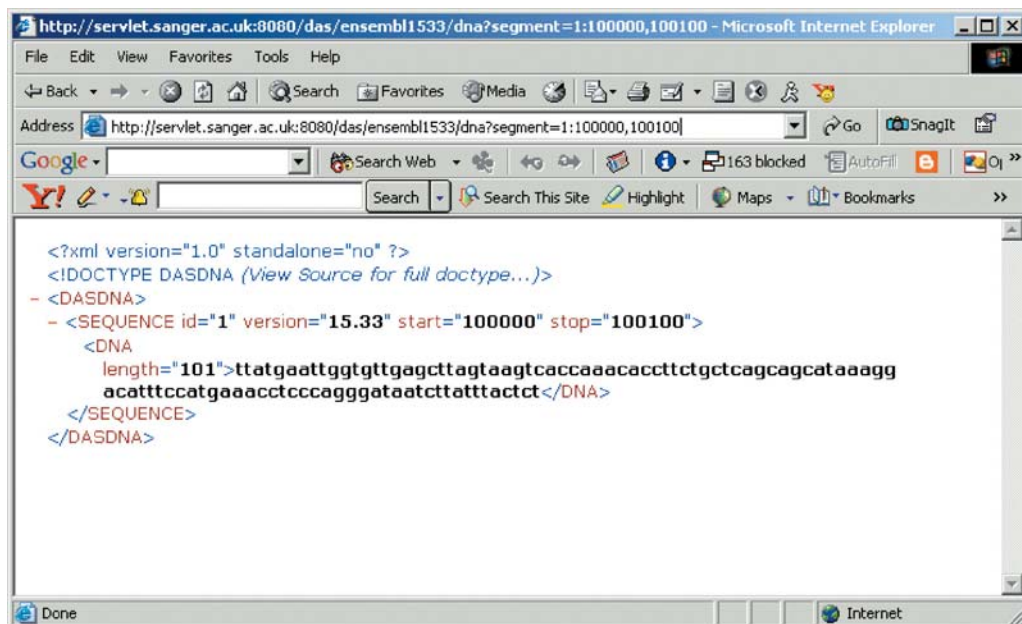 http://servlet.sanger.ac.uk:8080/das/ensembl1533/dna?segment=1:100000,100100 - Microsoft Internet Explorer
File Edit View Favorites Tools Help
Back Search Favorites Media
Address http://servlet.sanger.ac.uk:8080/das/ensembl1533/dna?segment=1:100000,100100 Go SnagIt
Google Search Web 163 blocked AutoFill
Y! Search Search This Site Highlight Maps Bookmarks »
<?xml version="1.0" standalone="no" ?>
<!DOCTYPE DASDNA (View Source for full doctype...)>
- <DASDNA>
- <SEQUENCE id="1" version="15.33" start="100000" stop="100100">
<DNA
length="101">ttatgaattggtgttgagcttagtaagtcaccaaacaccttctgctcagcagcataaagg
acatttccatgaaacctcccagggataatcttatttactct</DNA>
</SEQUENCE>
</DASDNA>
Done Internet